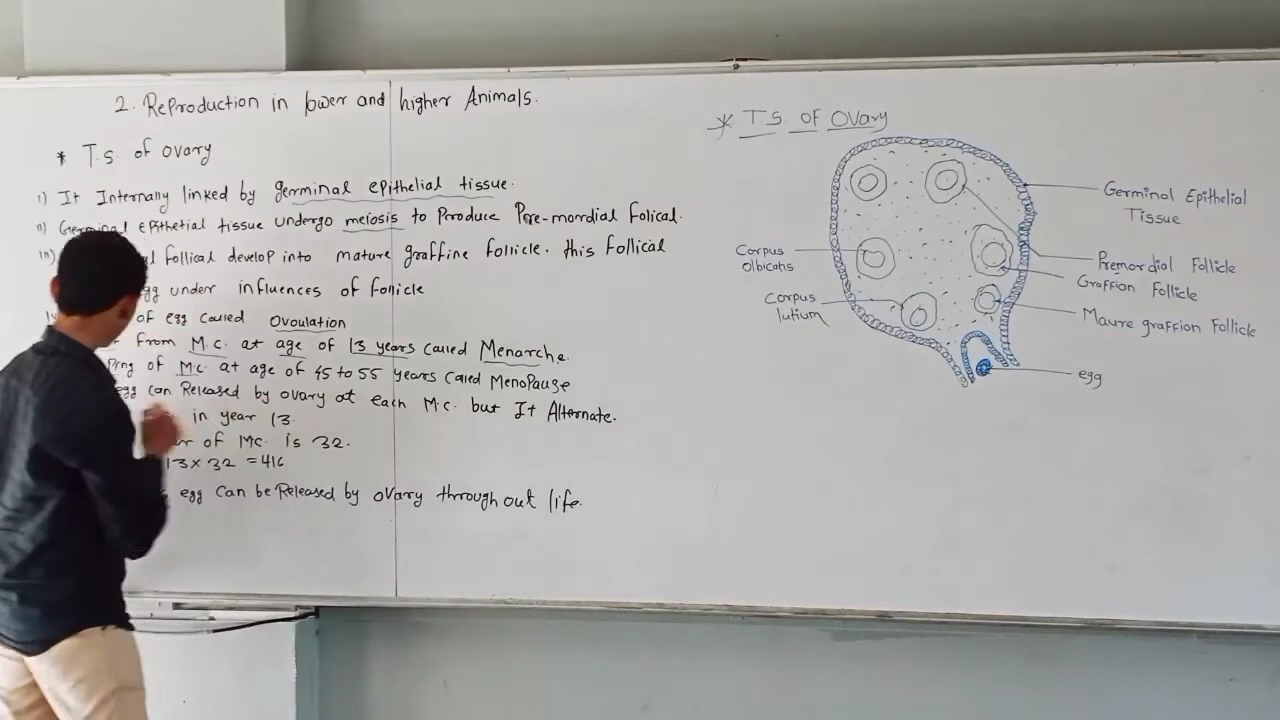 2. Reproduction in lower and higher Animals.
* T.S. of ovary
i) It Internally linked by germinal epithelial tissue.
ii) Germinal epithetial tissue undergo meiosis to Produce Pre-mordial Folical.
iii) follical develop into mature graffine follicle. this Follical
egg under influences of follicle
of egg called Ovoulation
From M.C. at age of 13 years called Menarche.
of M.C. at age of 45 to 55 years called MenoPause
egg can Released by ovary at each M.C. but It Alternate.
in year 13.
of MC. is 32.
13 x 32 = 416
egg can be Released by ovary through out life.
* T.S. of Ovary
Germinal Epithelial
Tissue
Corpus
albicatis
Premordial Follicle
Graffion Follicle
Corpus
lutium
Maure graffion Follicle
egg